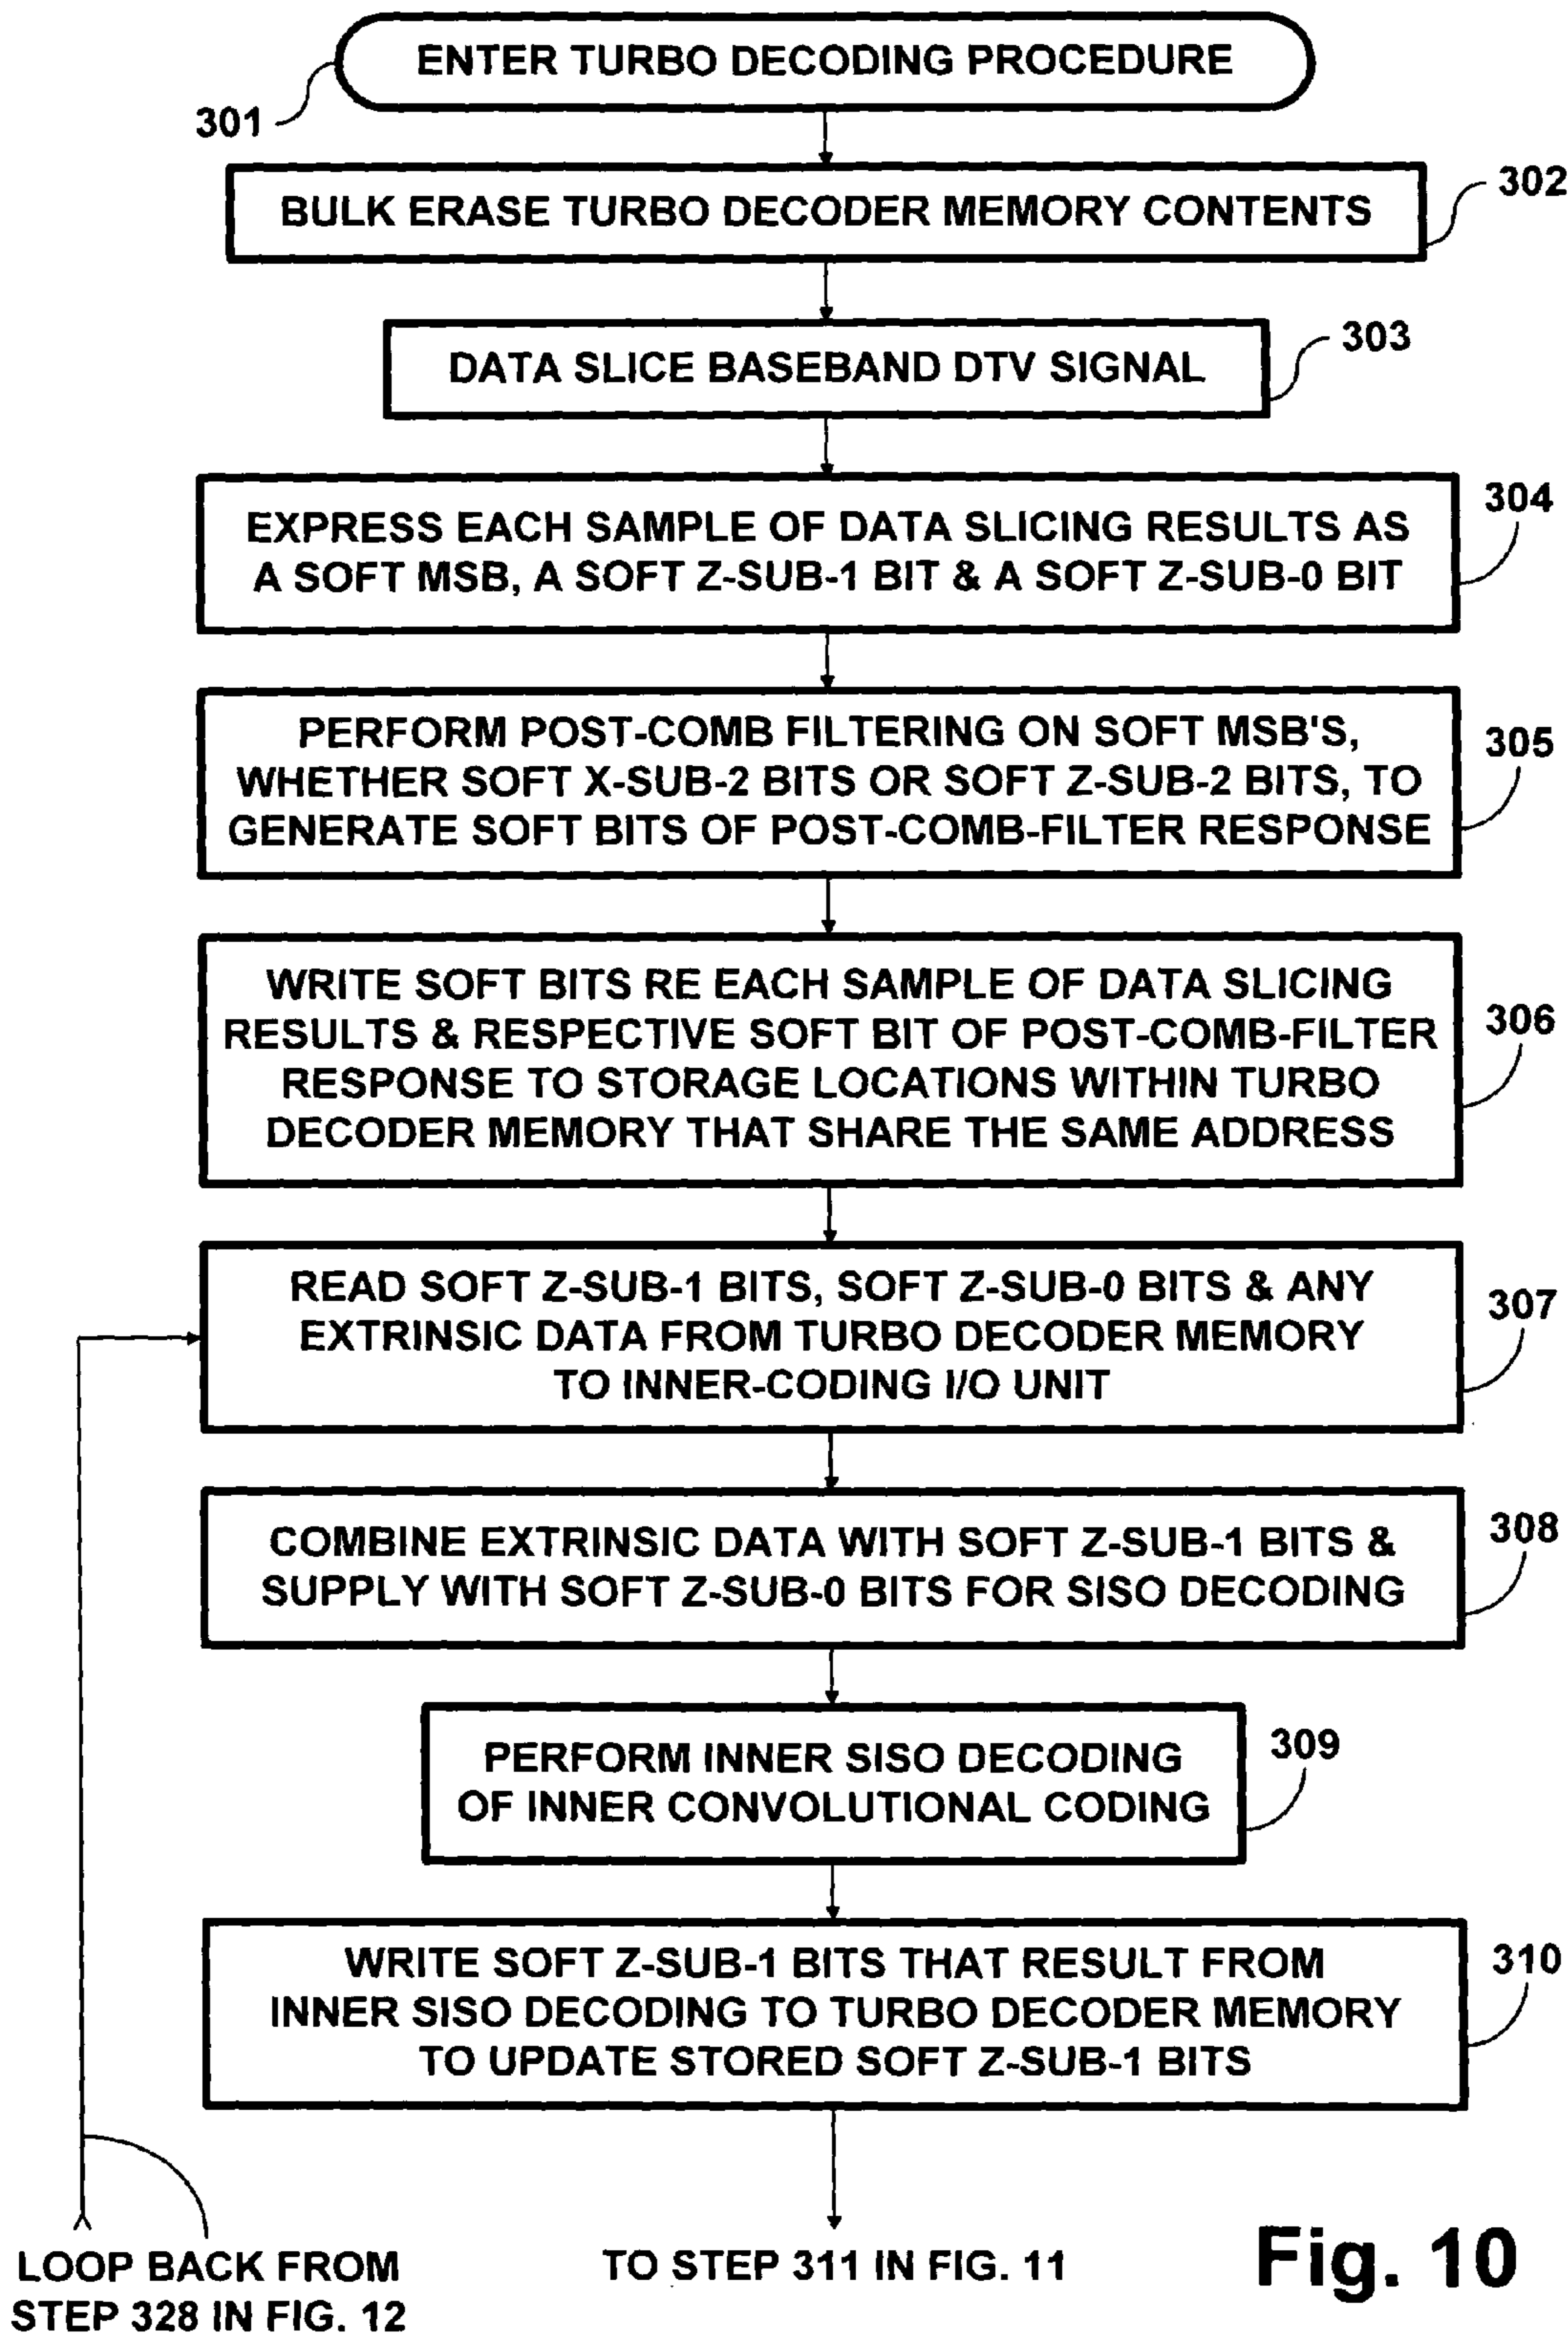 ENTER TURBO DECODING PROCEDURE
301
BULK ERASE TURBO DECODER MEMORY CONTENTS
302
DATA SLICE BASEBAND DTV SIGNAL
303
EXPRESS EACH SAMPLE OF DATA SLICING RESULTS AS
A SOFT MSB, A SOFT Z-SUB-1 BIT & A SOFT Z-SUB-0 BIT
304
PERFORM POST-COMB FILTERING ON SOFT MSB'S,
WHETHER SOFT X-SUB-2 BITS OR SOFT Z-SUB-2 BITS, TO
GENERATE SOFT BITS OF POST-COMB-FILTER RESPONSE
305
WRITE SOFT BITS RE EACH SAMPLE OF DATA SLICING
RESULTS & RESPECTIVE SOFT BIT OF POST-COMB-FILTER
RESPONSE TO STORAGE LOCATIONS WITHIN TURBO
DECODER MEMORY THAT SHARE THE SAME ADDRESS
306
READ SOFT Z-SUB-1 BITS, SOFT Z-SUB-0 BITS & ANY
EXTRINSIC DATA FROM TURBO DECODER MEMORY
TO INNER-CODING I/O UNIT
307
COMBINE EXTRINSIC DATA WITH SOFT Z-SUB-1 BITS &
SUPPLY WITH SOFT Z-SUB-0 BITS FOR SISO DECODING
308
PERFORM INNER SISO DECODING
OF INNER CONVOLUTIONAL CODING
309
WRITE SOFT Z-SUB-1 BITS THAT RESULT FROM
INNER SISO DECODING TO TURBO DECODER MEMORY
TO UPDATE STORED SOFT Z-SUB-1 BITS
310
LOOP BACK FROM
STEP 328 IN FIG. 12
TO STEP 311 IN FIG. 11
Fig. 10